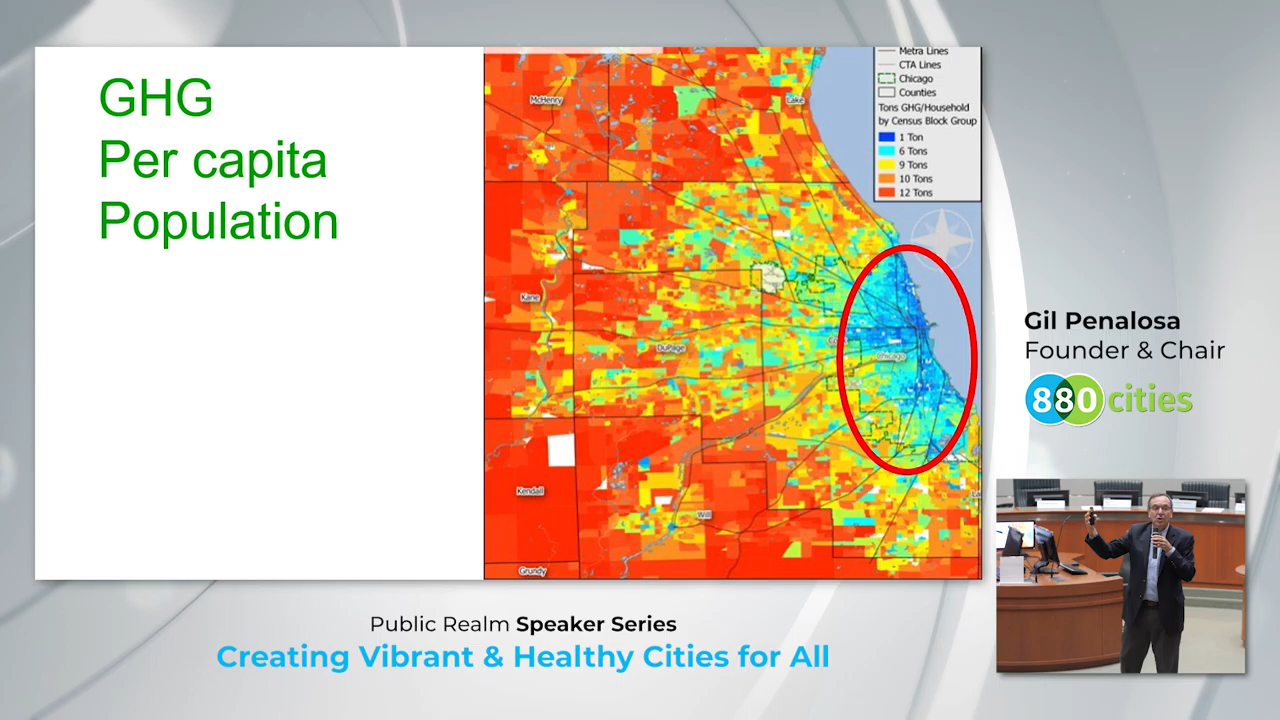 GHG
Per capita
Population
Metra Lines
CTA Lines
Chicago
Counties
Tons GHG/Household
by Census Block Group
1 Ton
6 Tons
9 Tons
10 Tons
12 Tons
McHenry
Lake
Kane
DuPage
Chicago
Kendall
Will
Grundy
Gil Penalosa
Founder & Chair
880 cities
Public Realm Speaker Series
Creating Vibrant & Healthy Cities for All